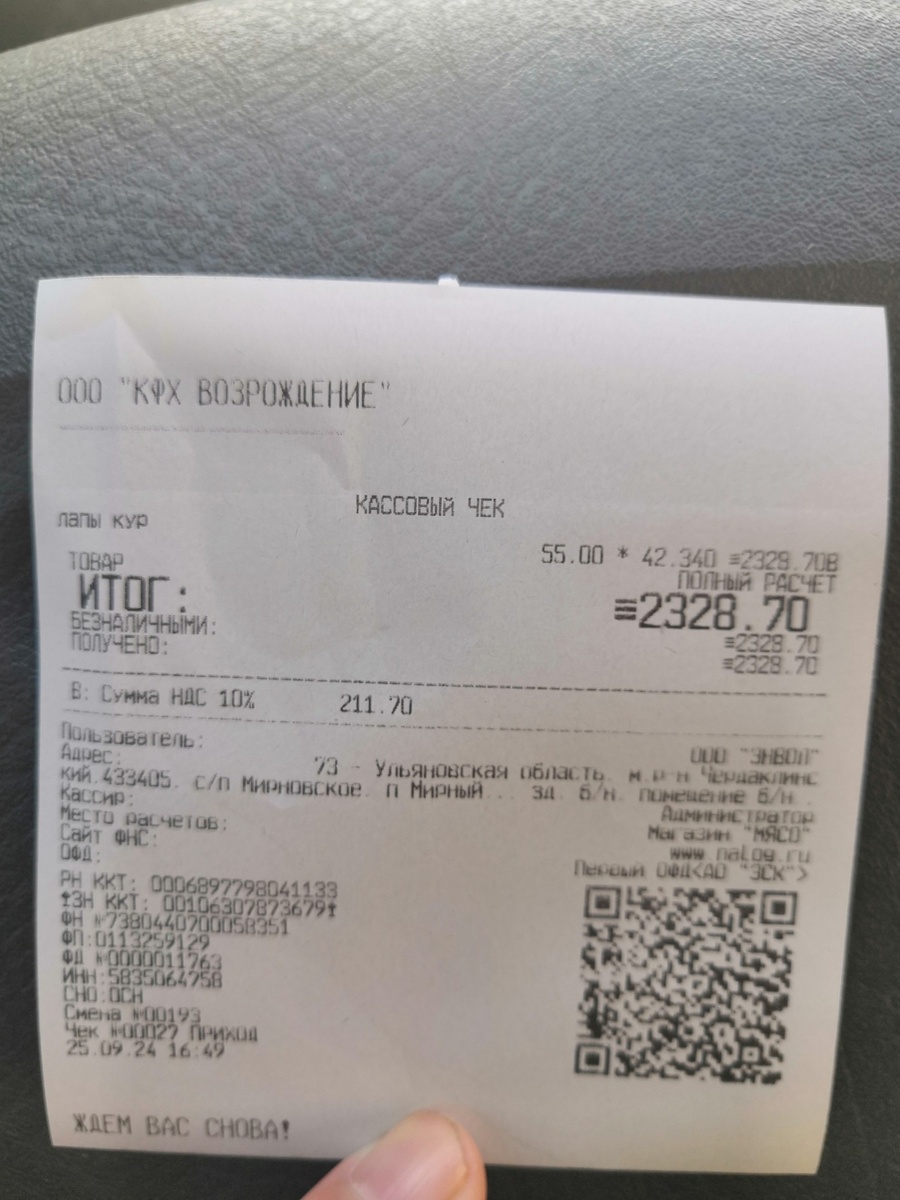 ООО "КФХ ВОЗРОЖДЕНИЕ"
КАССОВЫЙ ЧЕК
лапы кур
55.00 * 42.340 ≡2328.70В
ТОВАР ПОЛНЫЙ РАСЧЕТ
ИТОГ: ≡2328.70
БЕЗНАЛИЧНЫМИ: ≡2328.70
ПОЛУЧЕНО: ≡2328.70
В: Сумма НДС 10% 211.70
Пользователь: ООО "ЭНВОЛ"
Адрес: 73 - Ульяновская область. м.р-н Чердаклинс
кий.433405. с/п Мирновское. п Мирный.. зд. б/н. помещение б/н.
Кассир: Администратор
Место расчетов: Магазин "МЯСО"
Сайт ФНС: www.nalog.ru
ОФД: Первый ОФД<АО "ЭСК">
РН ККТ: 0006897798041133
ЗН ККТ: 00106307873679
ФН №7380440700058351
ФП:0113259129
ФД №0000011763
ИНН:5835064758
СНО:ОСН
Смена №00193
Чек №00027 Приход
25.09.24 16:49
ЖДЕМ ВАС СНОВА!